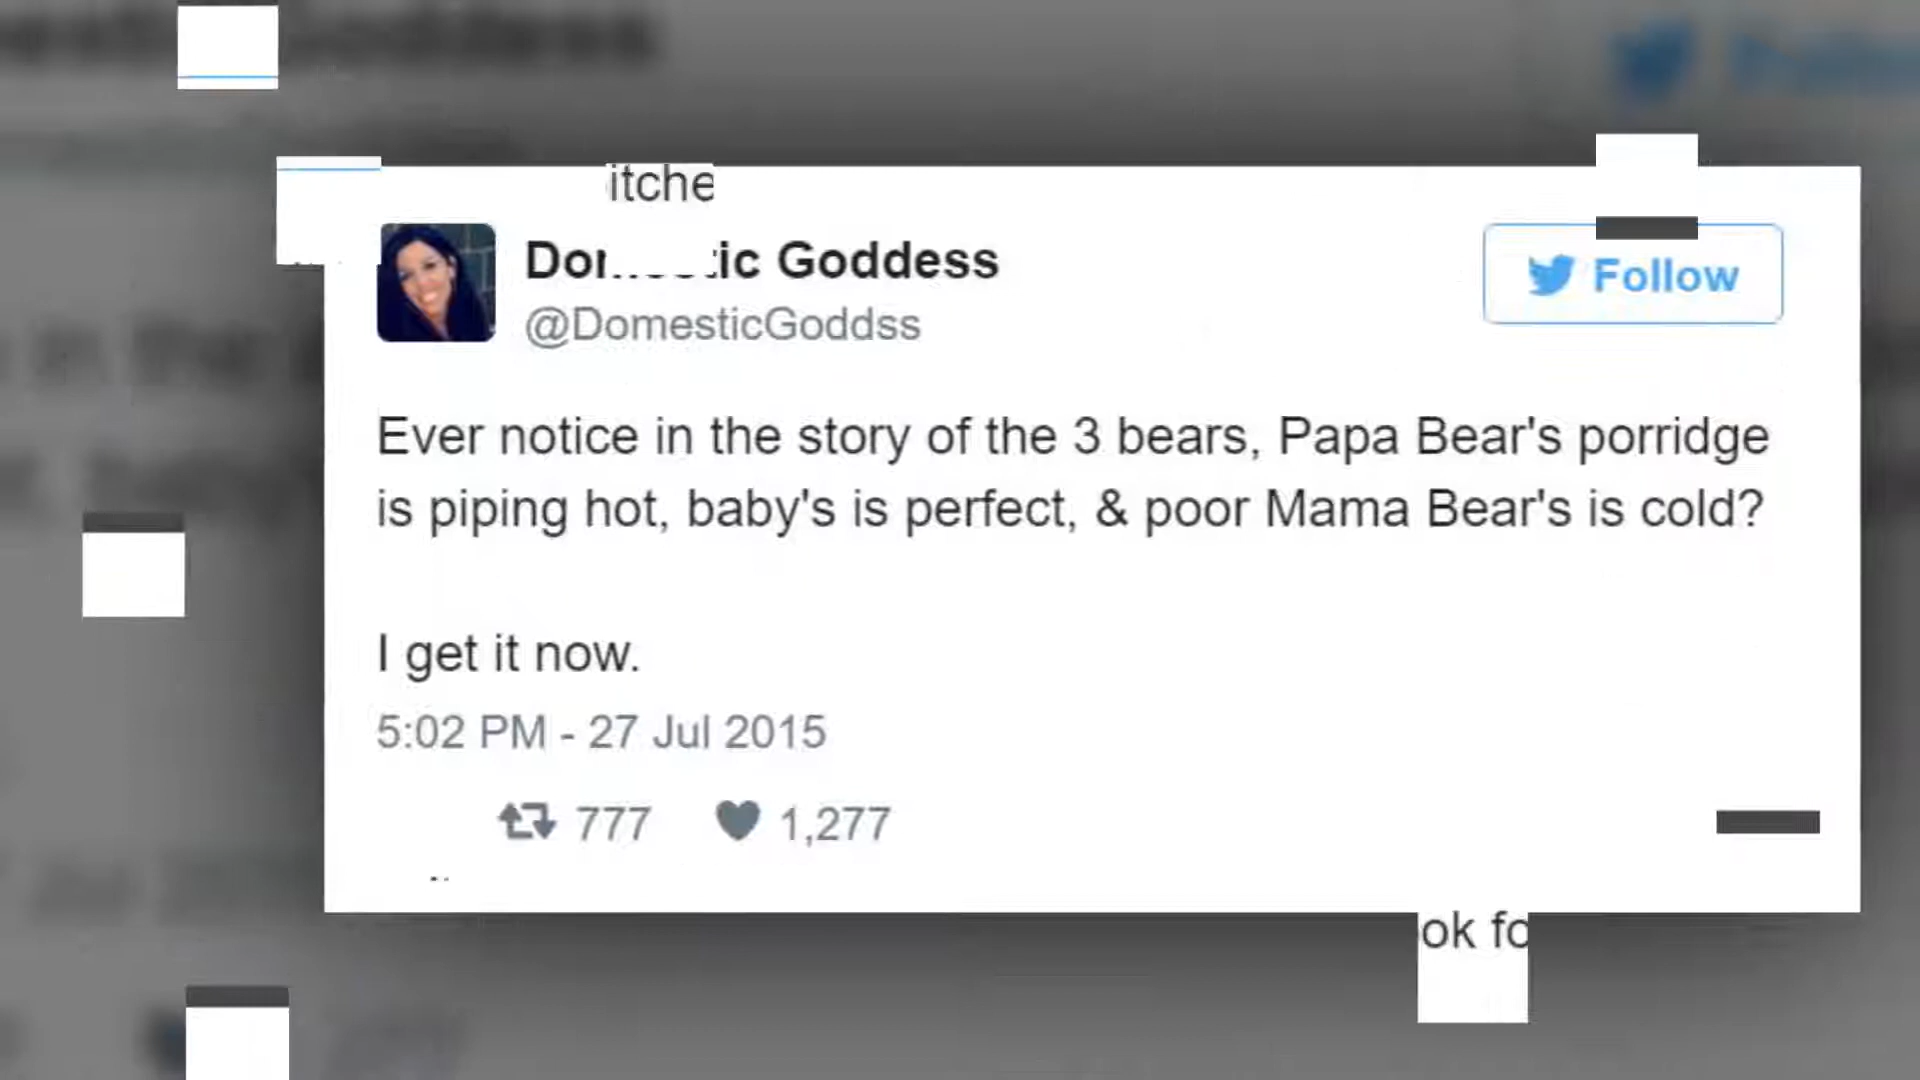 itche
Domestic Goddess
@DomesticGoddss
Follow
Ever notice in the story of the 3 bears, Papa Bear's porridge
is piping hot, baby's is perfect, & poor Mama Bear's is cold?
I get it now.
5:02 PM - 27 Jul 2015
777 1,277
ok fo